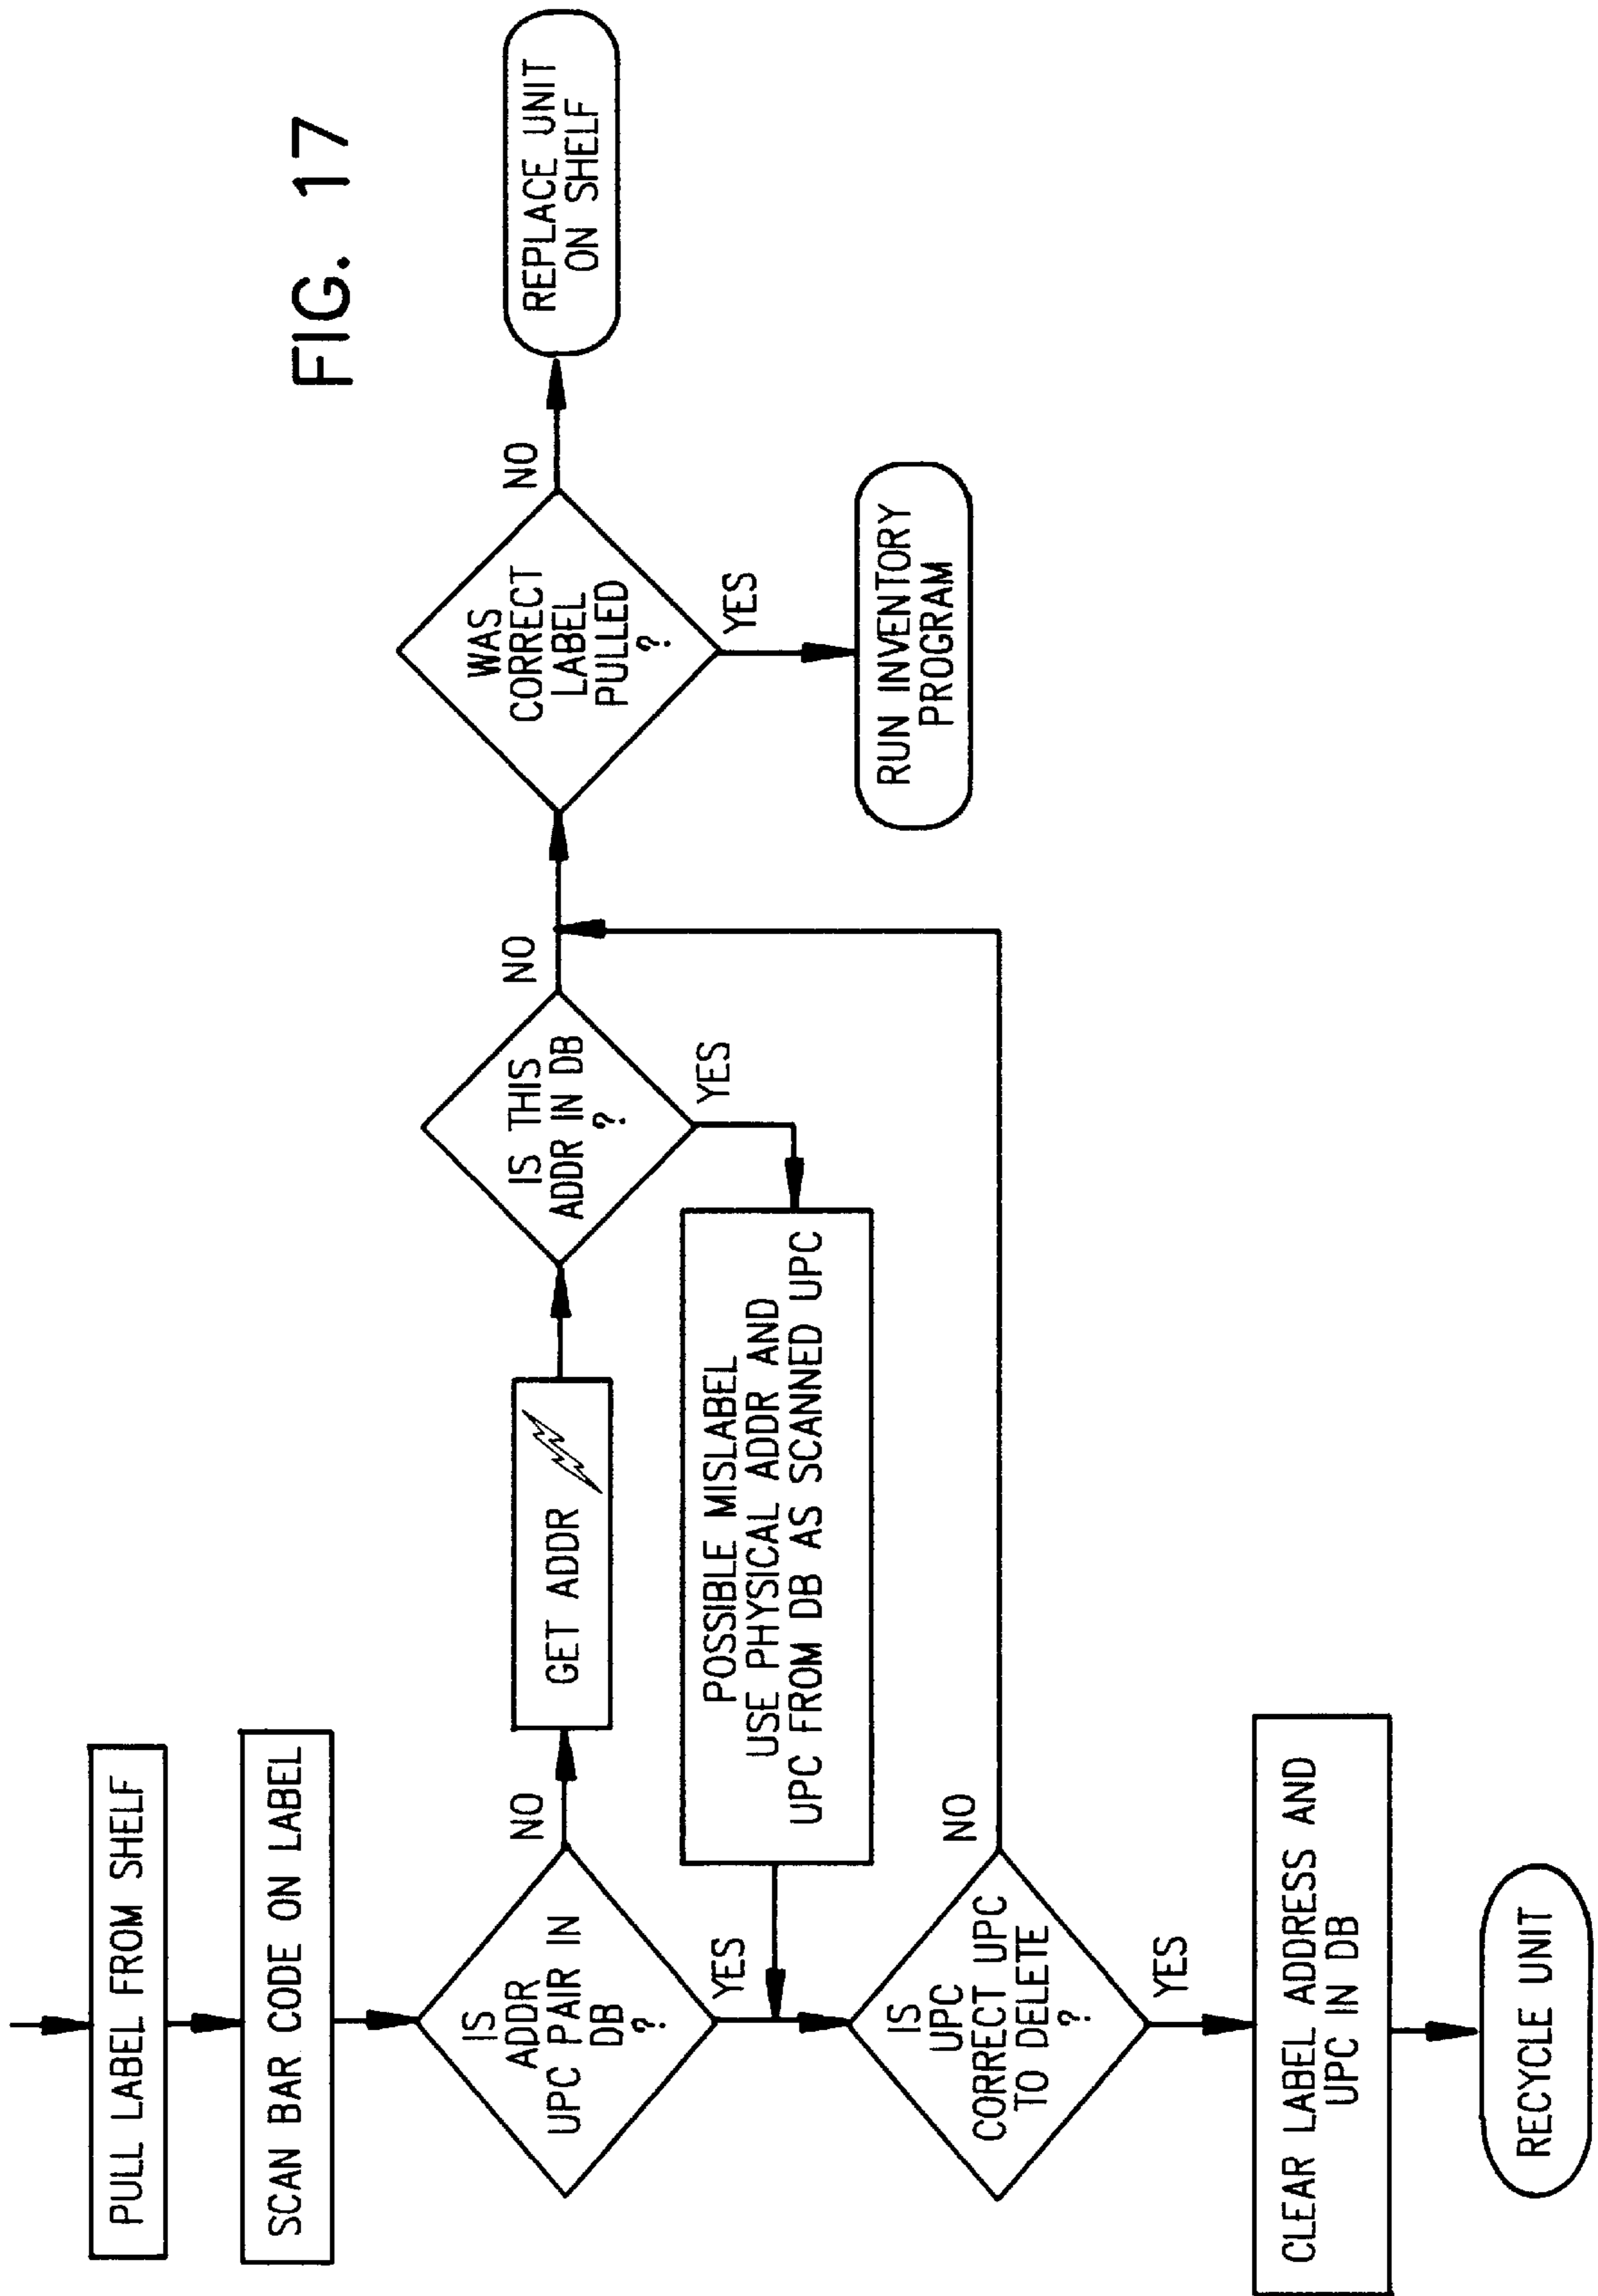 FIG. 17
PULL LABEL FROM SHELF
SCAN BAR CODE ON LABEL
IS
ADDR
UPC PAIR IN
DB
?
NO
YES
GET ADDR
IS THIS
ADDR IN DB
?
NO
YES
WAS
CORRECT
LABEL
PULLED
?
NO
YES
REPLACE UNIT
ON SHELF
RUN INVENTORY
PROGRAM
POSSIBLE MISLABEL
USE PHYSICAL ADDR AND
UPC FROM DB AS SCANNED UPC
IS
UPC
CORRECT UPC
TO DELETE
?
NO
YES
CLEAR LABEL ADDRESS AND
UPC IN DB
RECYCLE UNIT